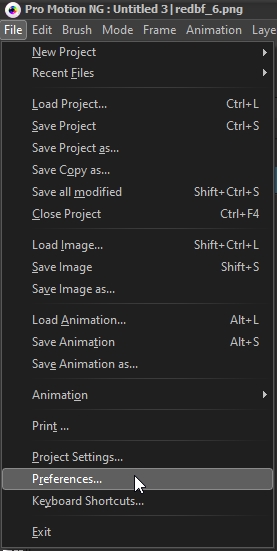 Pro Motion NG : Untitled 3|redbf_6.png
File Edit Brush Mode Frame Animation Laye
New Project
Recent Files
Load Project... Ctrl+L
Save Project Ctrl+S
Save Project as...
Save Copy as...
Save all modified Shift+Ctrl+S
Close Project Ctrl+F4
Load Image... Shift+Ctrl+L
Save Image Shift+S
Save Image as...
Load Animation... Alt+L
Save Animation Alt+S
Save Animation as...
Animation
Print ...
Project Settings...
Preferences...
Keyboard Shortcuts...
Exit